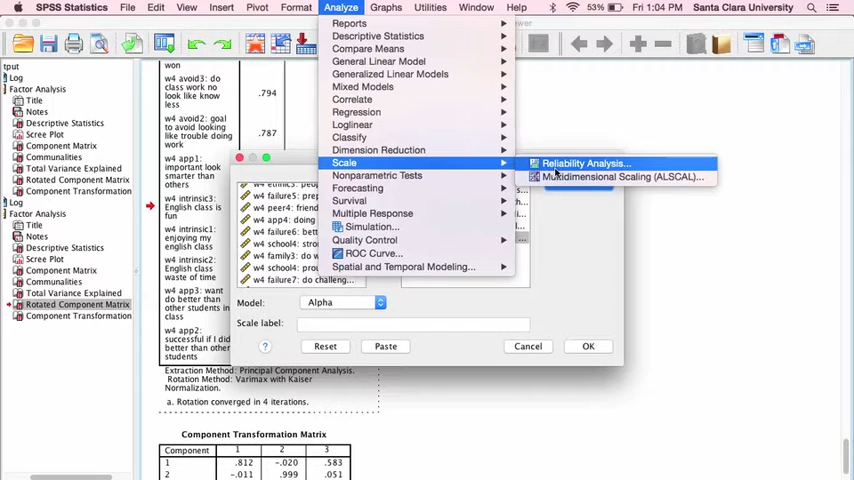 SPSS Statistics File Edit View Insert Pivot Format Analyze Graphs Utilities Window Help 53% Fri 1:04 PM Santa Clara University
tput
Log
Factor Analysis
Title
Notes
Descriptive Statistics
Scree Plot
Component Matrix
Communalities
Total Variance Explained
Rotated Component Matrix
Component Transformation
Log
Factor Analysis
Title
Notes
Descriptive Statistics
Scree Plot
Component Matrix
Communalities
Total Variance Explained
Rotated Component Matrix
Component Transformation
won
w4 avoid3: do
class work no
look like know
less
.794
w4 avoid2: goal
to avoid looking
like trouble doing
.787
w4 app1:
important look
smarter than
others
w4 intrinsic3:
English class is
fun
w4 intrinsic1:
enjoying my
english class
w4 intrinsic2:
English class
waste of time
w4 app3: want
do better than
other students in
class
w4 app2:
successful if I did
better than other
students
Extraction Method: Principal Component Analysis.
Rotation Method: Varimax with Kaiser
Normalization.
a. Rotation converged in 4 iterations.
Component Transformation Matrix
Component 1 2 3
1 .812 -.020 .583
2 -.011 .999 .051
Reports
Descriptive Statistics
Compare Means
General Linear Model
Generalized Linear Models
Mixed Models
Correlate
Regression
Loglinear
Classify
Dimension Reduction
Scale
Nonparametric Tests
Forecasting
Survival
Multiple Response
Simulation...
Quality Control
ROC Curve...
Spatial and Temporal Modeling...
Reliability Analysis...
Multidimensional Scaling (ALSCAL)...
w4 ethnic3: peop
w4 failure5: prep
w4 peer4: friend
w4 app4: doing
w4 failure6: bett
w4 school4: stro
w4 family3: do w
w4 school4: prou
w4 failure7: do challeng...
Model: Alpha
Scale label:
? Reset Paste Cancel OK